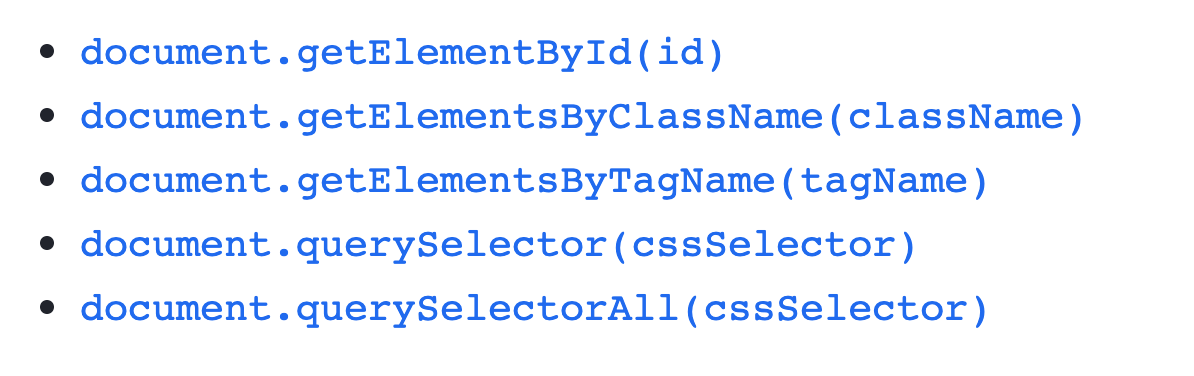 • document.getElementById(id)
• document.getElementsByClassName(className)
• document.getElementsByTagName(tagName)
• document.querySelector(cssSelector)
• document.querySelectorAll(cssSelector)